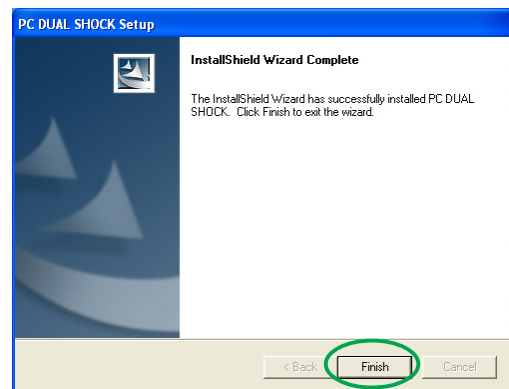 PC DUAL SHOCK Setup
InstallShield Wizard Complete
The InstallShield Wizard has successfully installed PC DUAL
SHOCK. Click Finish to exit the wizard.
< Back Finish Cancel